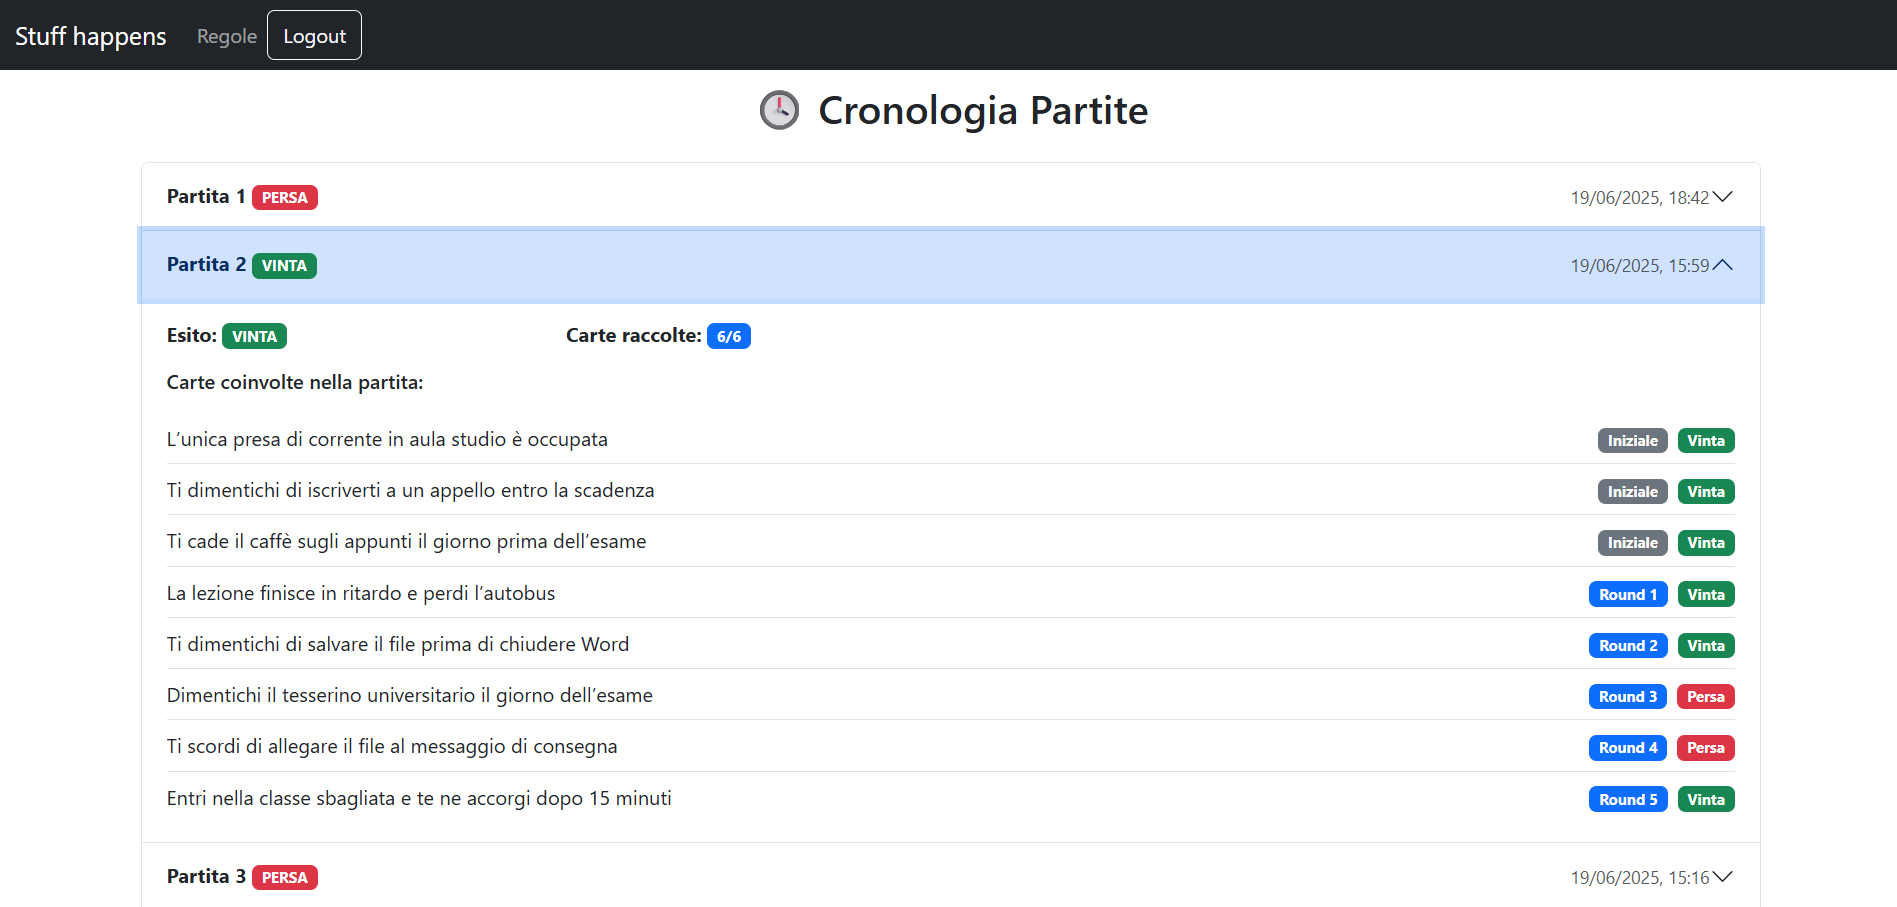 Stuff happens Regole Logout
Cronologia Partite
Partita 1 PERSA 19/06/2025, 18:42
Partita 2 VINTA 19/06/2025, 15:59
Esito: VINTA Carte raccolte: 6/6
Carte coinvolte nella partita:
L’unica presa di corrente in aula studio è occupata Iniziale Vinta
Ti dimentichi di iscriverti a un appello entro la scadenza Iniziale Vinta
Ti cade il caffè sugli appunti il giorno prima dell’esame Iniziale Vinta
La lezione finisce in ritardo e perdi l’autobus Round 1 Vinta
Ti dimentichi di salvare il file prima di chiudere Word Round 2 Vinta
Dimentichi il tesserino universitario il giorno dell’esame Round 3 Persa
Ti scordi di allegare il file al messaggio di consegna Round 4 Persa
Entri nella classe sbagliata e te ne accorgi dopo 15 minuti Round 5 Vinta
Partita 3 PERSA 19/06/2025, 15:16